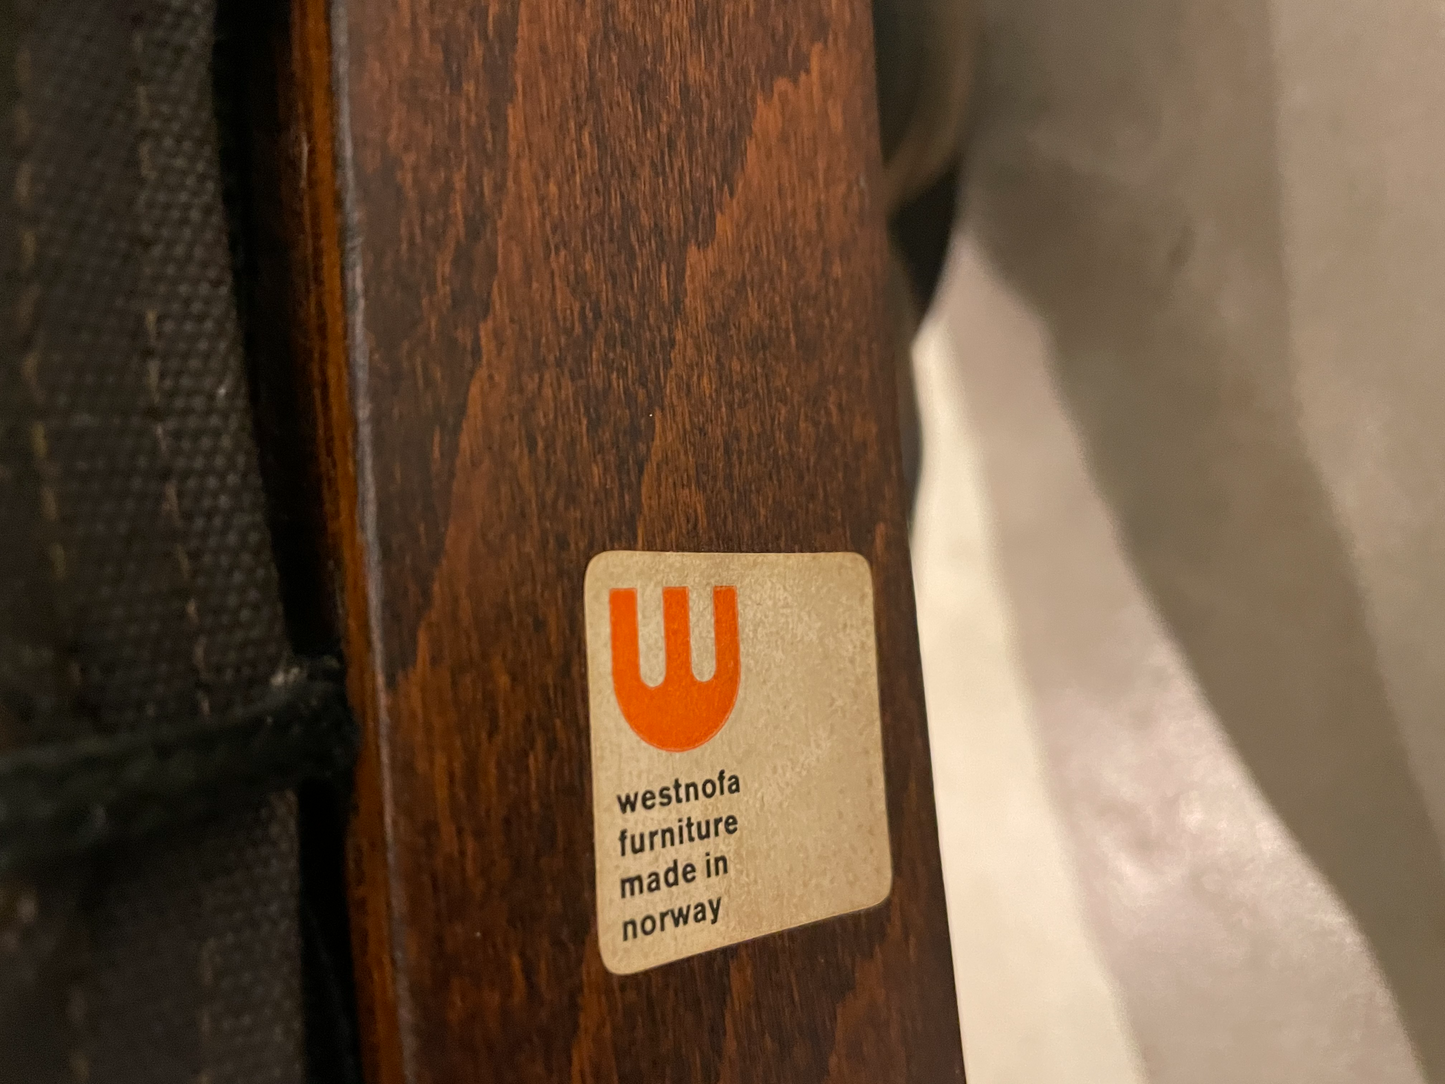 w
westnofa
furniture
made in
norway